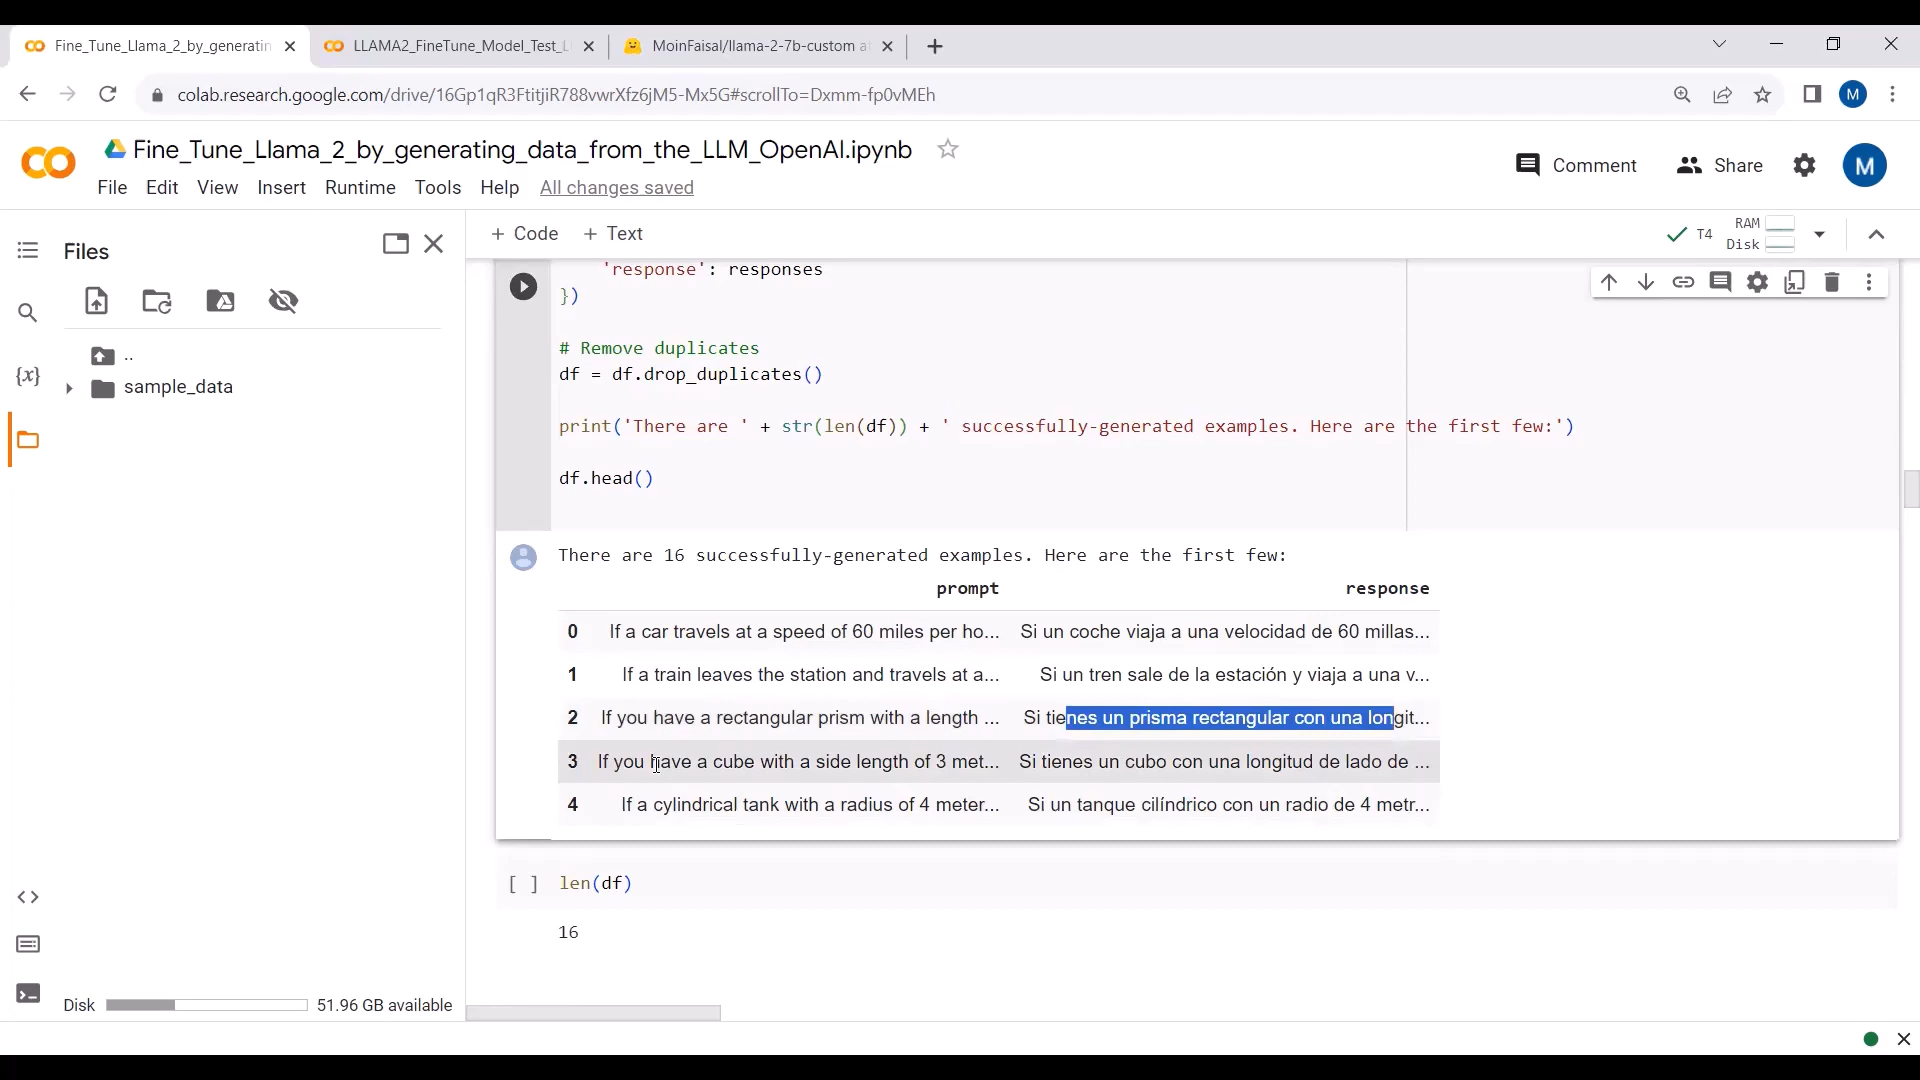 Fine_Tune_Llama_2_by_generatin
LLAMA2_FineTune_Model_Test_L
MoinFaisal/llama-2-7b-custom a
colab.research.google.com/drive/16Gp1qR3FtitjiR788vwrXfz6jM5-Mx5G#scrollTo=Dxmm-fp0vMEh
M
Fine_Tune_Llama_2_by_generating_data_from_the_LLM_OpenAI.ipynb
Comment
Share
M
File Edit View Insert Runtime Tools Help All changes saved
Files
+ Code + Text
T4
RAM
Disk
{x}
..
sample_data
'response': responses
})
# Remove duplicates
df = df.drop_duplicates()
print('There are ' + str(len(df)) + ' successfully-generated examples. Here are the first few:')
df.head()
There are 16 successfully-generated examples. Here are the first few:
prompt response
0 If a car travels at a speed of 60 miles per ho... Si un coche viaja a una velocidad de 60 millas...
1 If a train leaves the station and travels at a... Si un tren sale de la estación y viaja a una v...
2 If you have a rectangular prism with a length ... Si tienes un prisma rectangular con una longit...
3 If you have a cube with a side length of 3 met... Si tienes un cubo con una longitud de lado de ...
4 If a cylindrical tank with a radius of 4 meter... Si un tanque cilíndrico con un radio de 4 metr...
[ ] len(df)
16
Disk 51.96 GB available